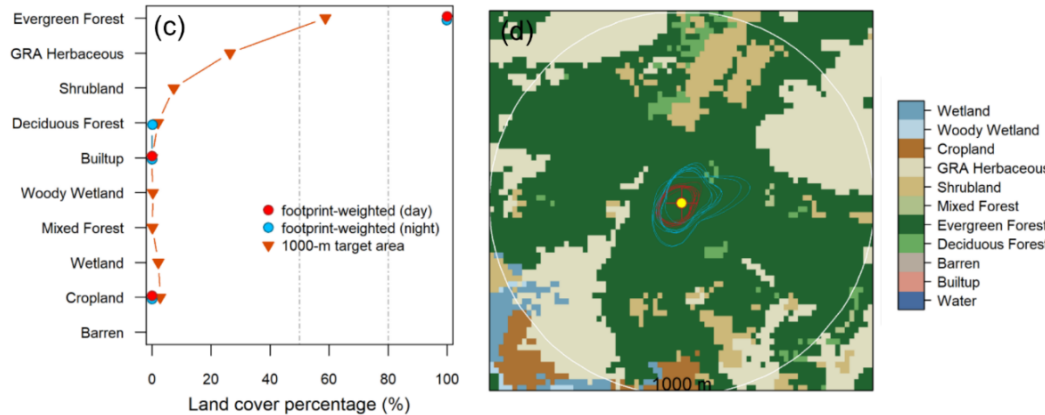 (c)
Evergreen Forest
GRA Herbaceous
Shrubland
Deciduous Forest
Builtup
Woody Wetland
Mixed Forest
Wetland
Cropland
Barren
footprint-weighted (day)
footprint-weighted (night)
1000-m target area
0 20 40 60 80 100
Land cover percentage (%)
(d)
1000 m
Wetland
Woody Wetland
Cropland
GRA Herbaceous
Shrubland
Mixed Forest
Evergreen Forest
Deciduous Forest
Barren
Builtup
Water